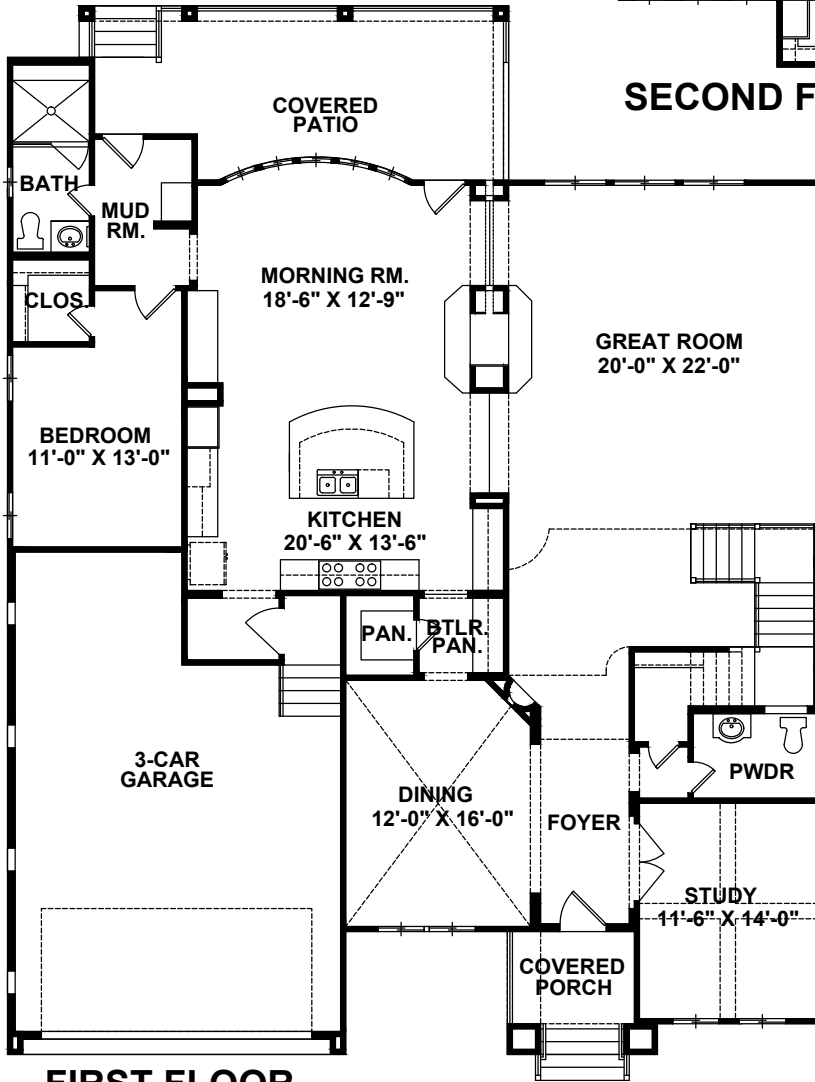 SECOND F
COVERED
PATIO
BATH
MUD
RM.
MORNING RM.
18'-6" X 12'-9"
CLOS.
GREAT ROOM
20'-0" X 22'-0"
BEDROOM
11'-0" X 13'-0"
KITCHEN
20'-6" X 13'-6"
PAN.
BTLR.
PAN.
3-CAR
GARAGE
DINING
12'-0" X 16'-0"
FOYER
PWDR
STUDY
11'-6" X 14'-0"
COVERED
PORCH
FIRST FLOOR